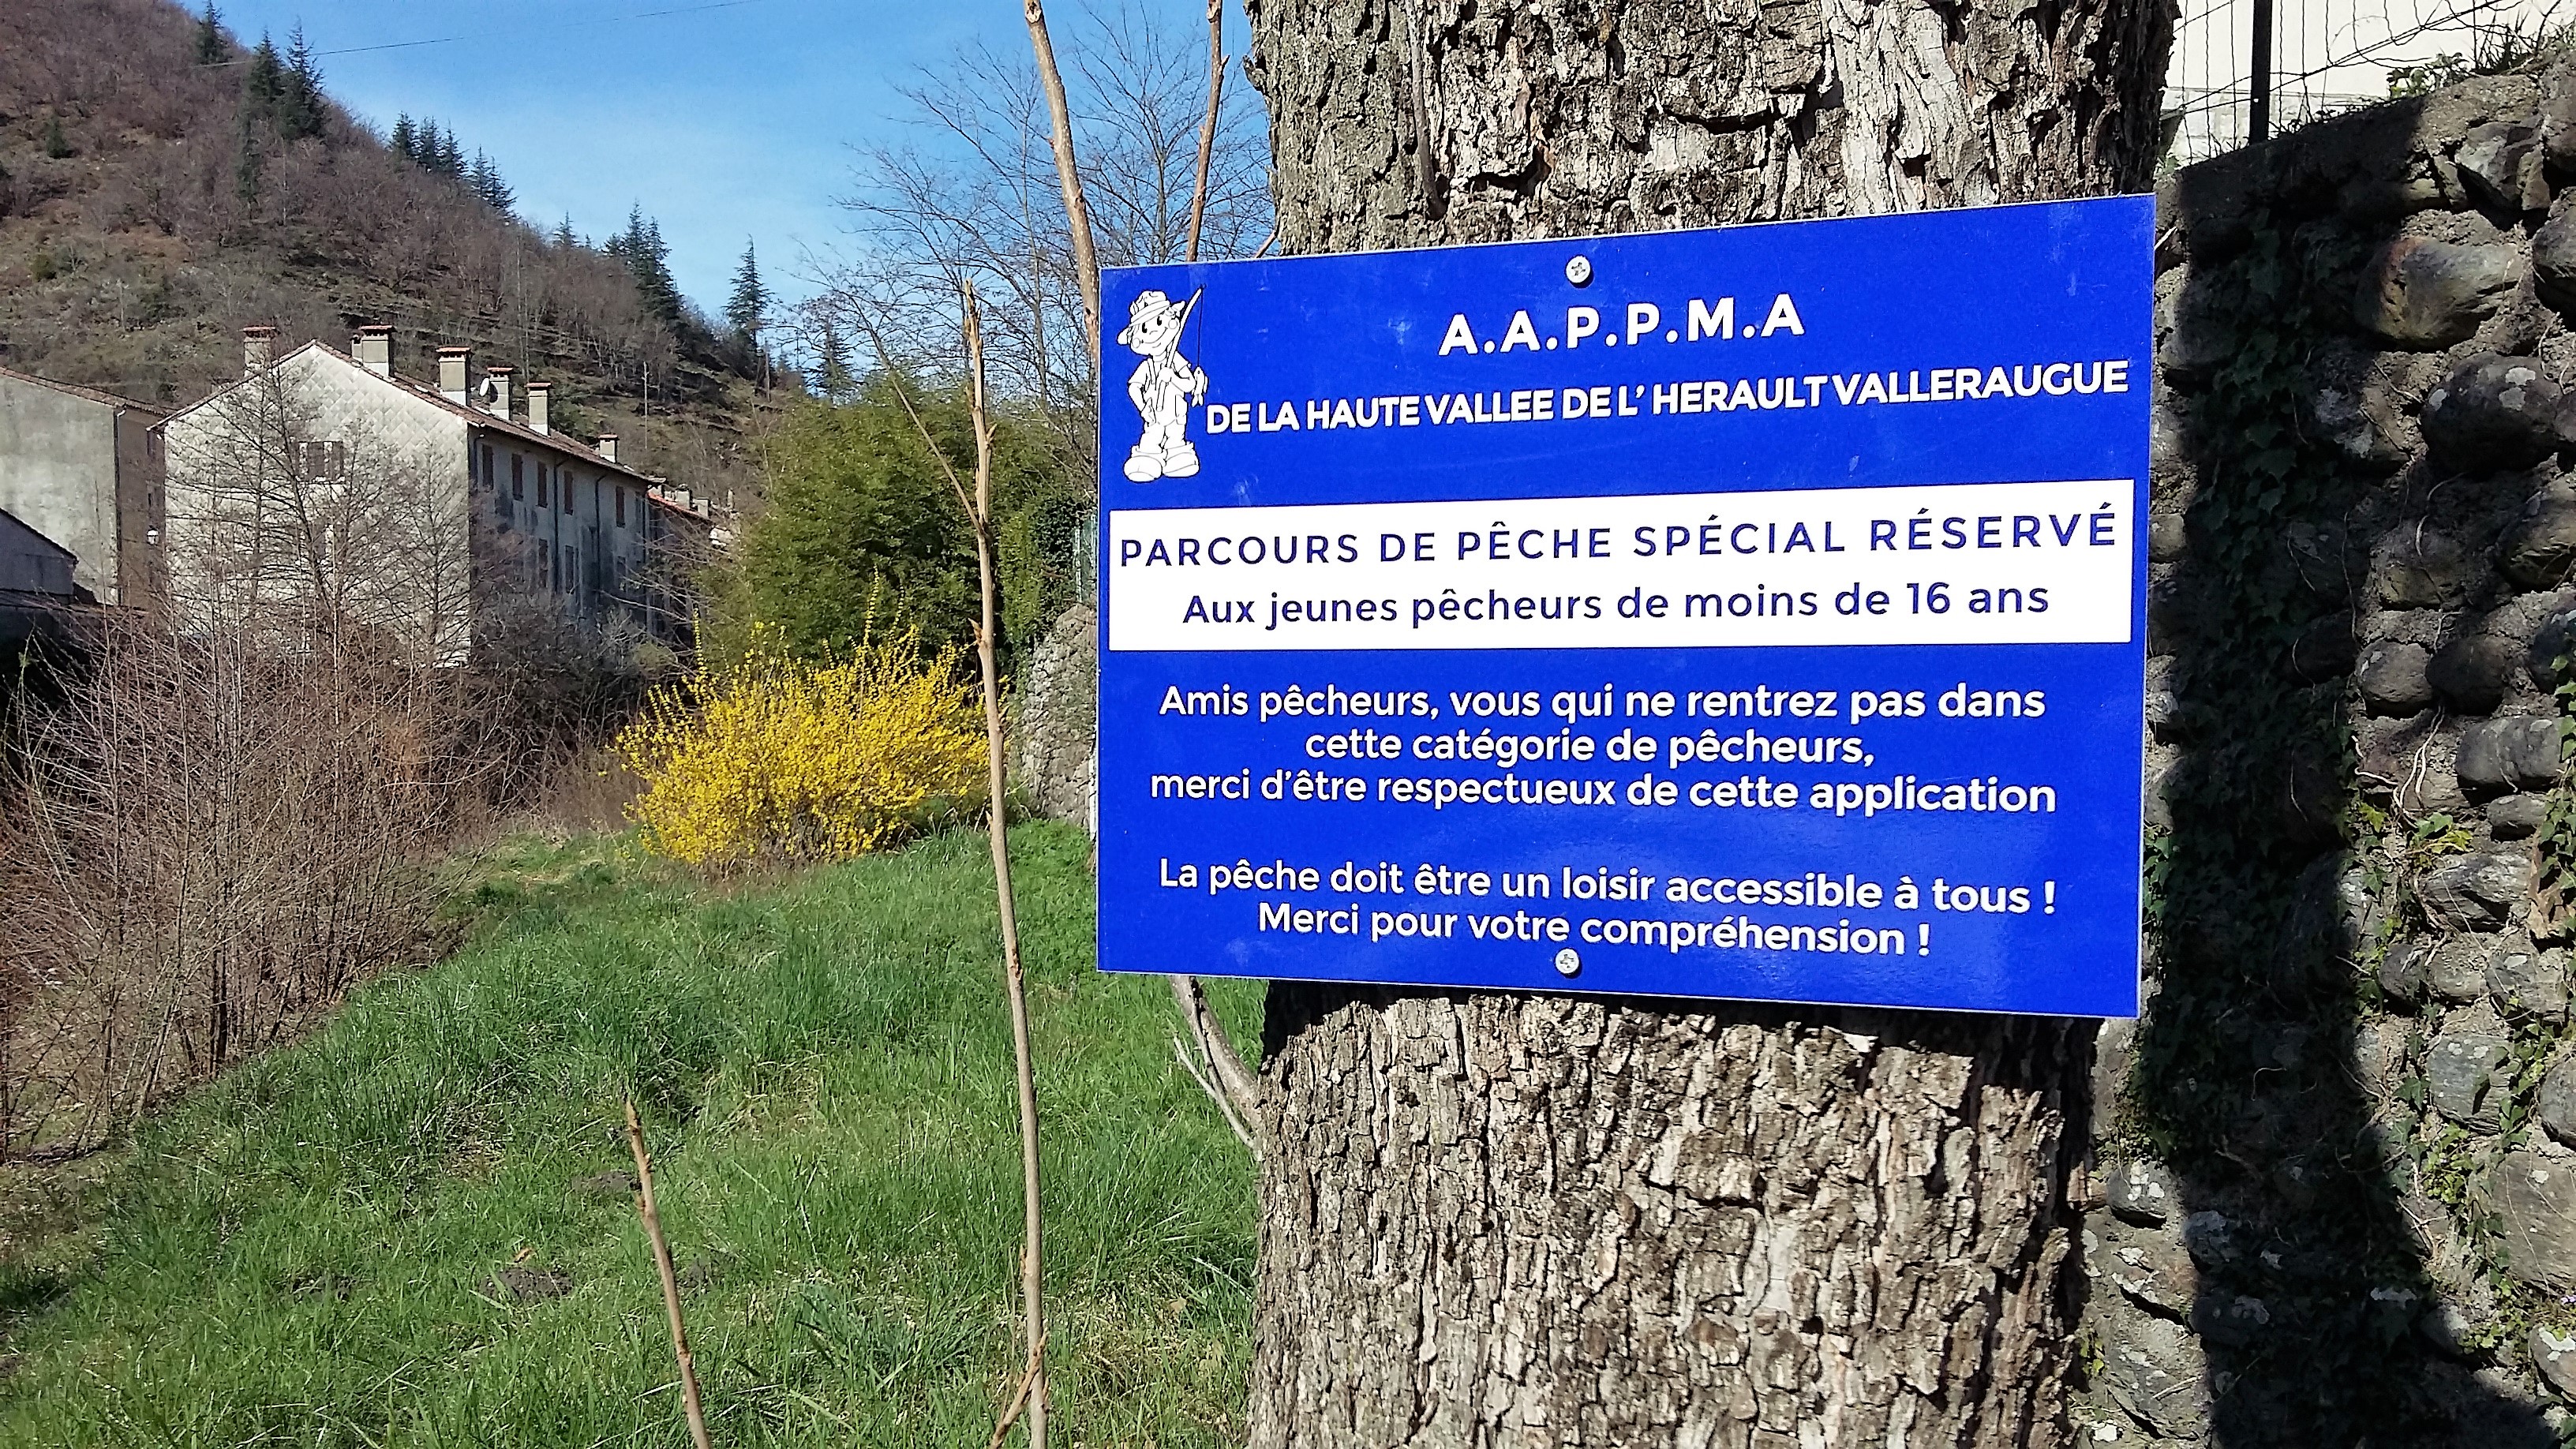 A.A.P.P.M.A
DE LA HAUTE VALLEE DE L' HERAULT VALLERAUGUE
PARCOURS DE PÊCHE SPÉCIAL RÉSERVÉ
Aux jeunes pêcheurs de moins de 16 ans
Amis pêcheurs, vous qui ne rentrez pas dans
cette catégorie de pêcheurs,
merci d'être respectueux de cette application
La pêche doit être un loisir accessible à tous !
Merci pour votre compréhension !